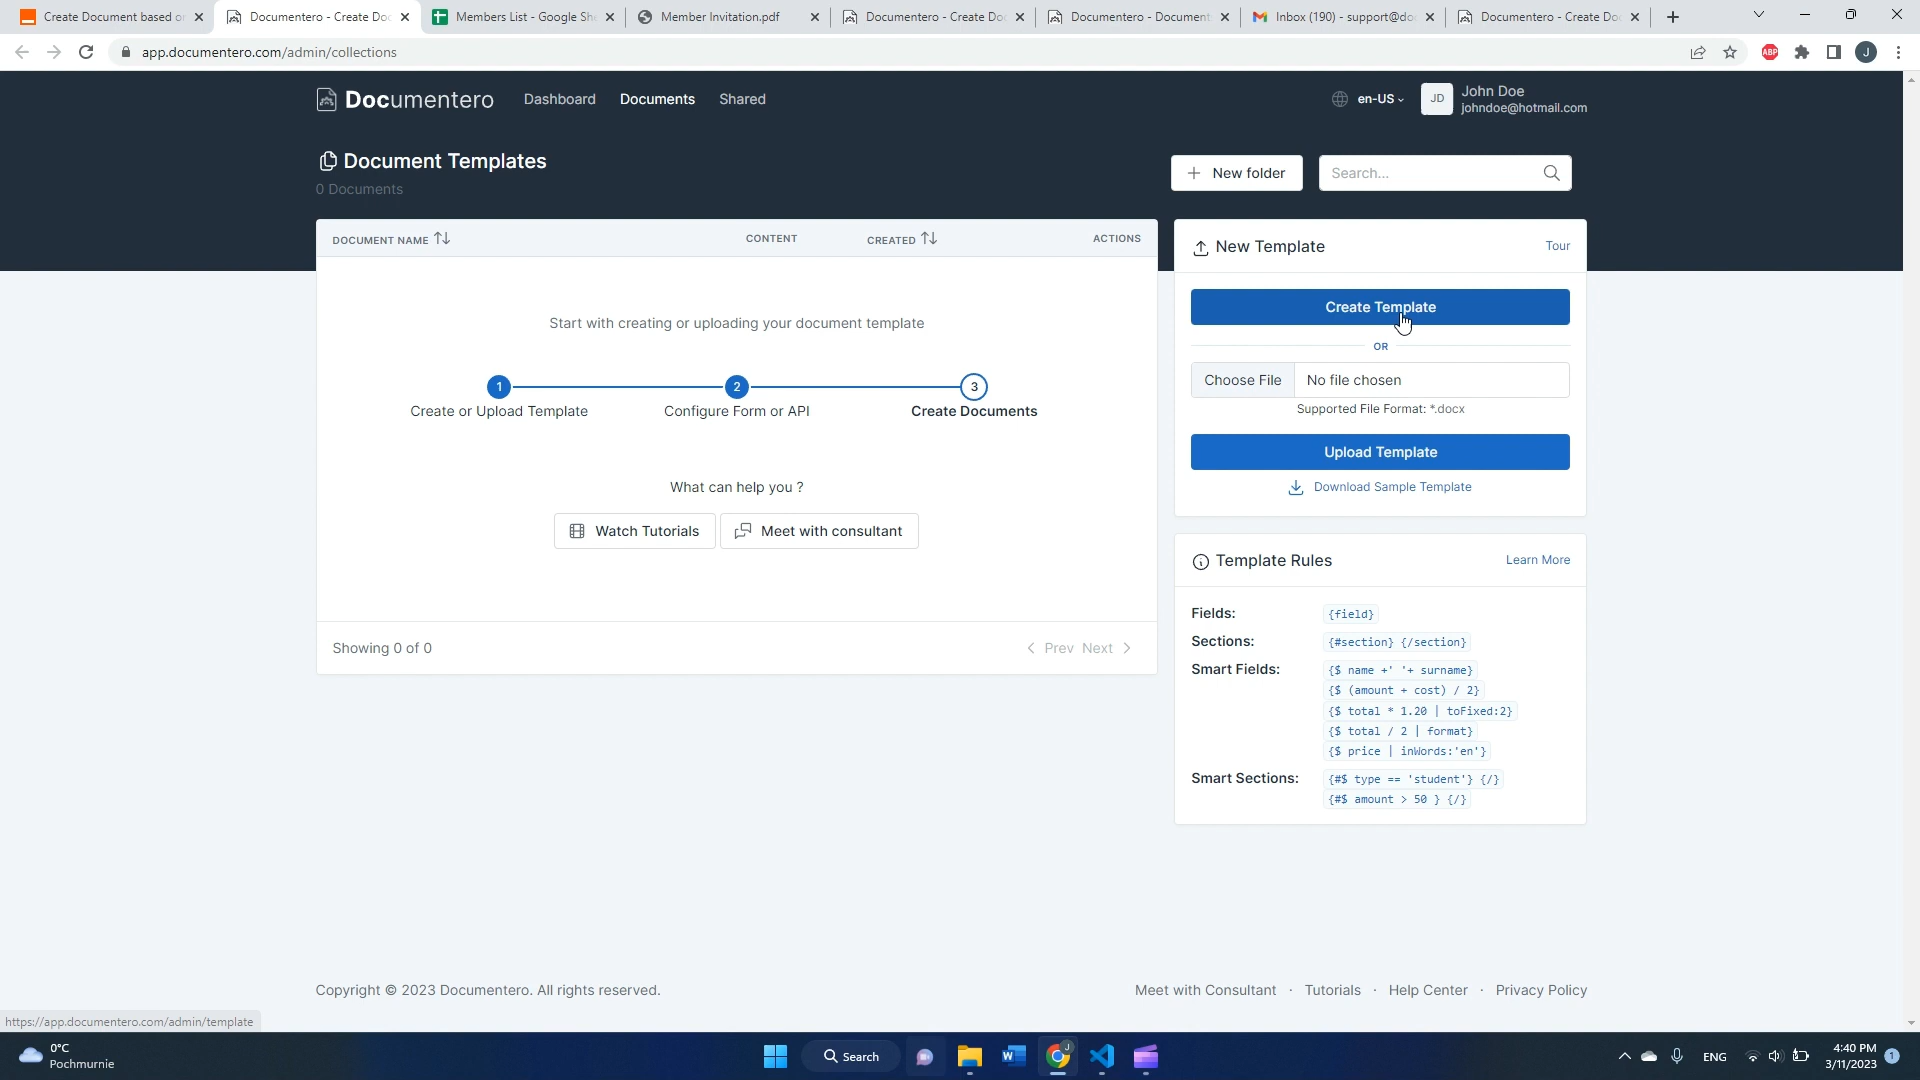 Create Document based or
Documentero - Create Doc
Members List - Google She
Member Invitation.pdf
Documentero - Create Doc
Documentero - Document
Inbox (190) - support@doc
Documentero - Create Doc
app.documentero.com/admin/collections
ABP
J
Documentero
Dashboard
Documents
Shared
en-US
JD
John Doe
johndoe@hotmail.com
Document Templates
0 Documents
New folder
Search...
DOCUMENT NAME
CONTENT
CREATED
ACTIONS
Start with creating or uploading your document template
1
2
3
Create or Upload Template
Configure Form or API
Create Documents
What can help you ?
Watch Tutorials
Meet with consultant
Showing 0 of 0
Prev
Next
New Template
Tour
Create Template
OR
Choose File
No file chosen
Supported File Format: *.docx
Upload Template
Download Sample Template
Template Rules
Learn More
Fields: {field}
Sections: {#section} {/section}
Smart Fields: {$ name +' '+ surname}
{$ (amount + cost) / 2}
{$ total * 1.20 | toFixed:2}
{$ total / 2 | format}
{$ price | inWords:'en'}
Smart Sections: {#$ type == 'student'} {/}
{#$ amount > 50 } {/}
Copyright © 2023 Documentero. All rights reserved.
Meet with Consultant · Tutorials · Help Center · Privacy Policy
https://app.documentero.com/admin/template
0°C
Pochmurnie
Search
J
ENG
4:40 PM
3/11/2023
1